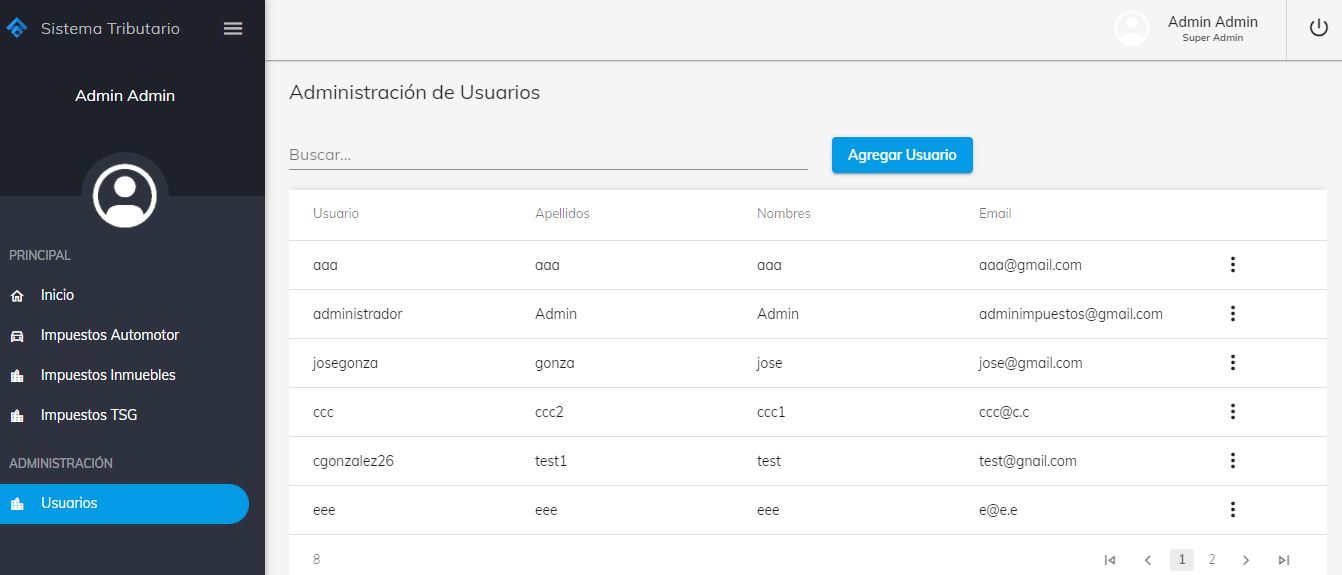 Sistema Tributario
Admin Admin
PRINCIPAL
Inicio
Impuestos Automotor
Impuestos Inmuebles
Impuestos TSG
ADMINISTRACIÓN
Usuarios
Admin Admin
Super Admin
Administración de Usuarios
Buscar...
Agregar Usuario
Usuario Apellidos Nombres Email
aaa aaa aaa aaa@gmail.com
administrador Admin Admin adminimpuestos@gmail.com
josegonza gonza jose jose@gmail.com
ccc ccc2 ccc1 ccc@c.c
cgonzalez26 test1 test test@gnail.com
eee eee eee e@e.e
8 1 2